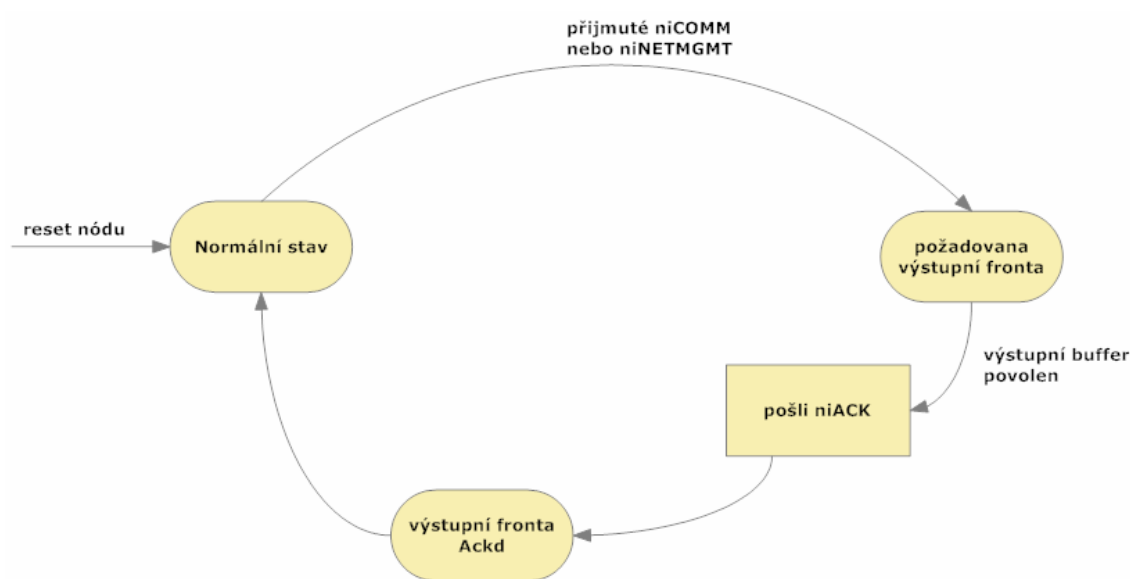 přijmuté niCOMM
nebo niNETMGMT
reset nódu
Normální stav
požadovana
výstupní fronta
výstupní buffer
povolen
pošli niACK
výstupní fronta
Ackd